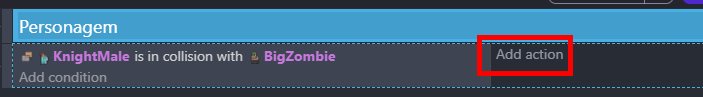 Personagem
KnightMale is in collision with BigZombie
Add action
Add condition